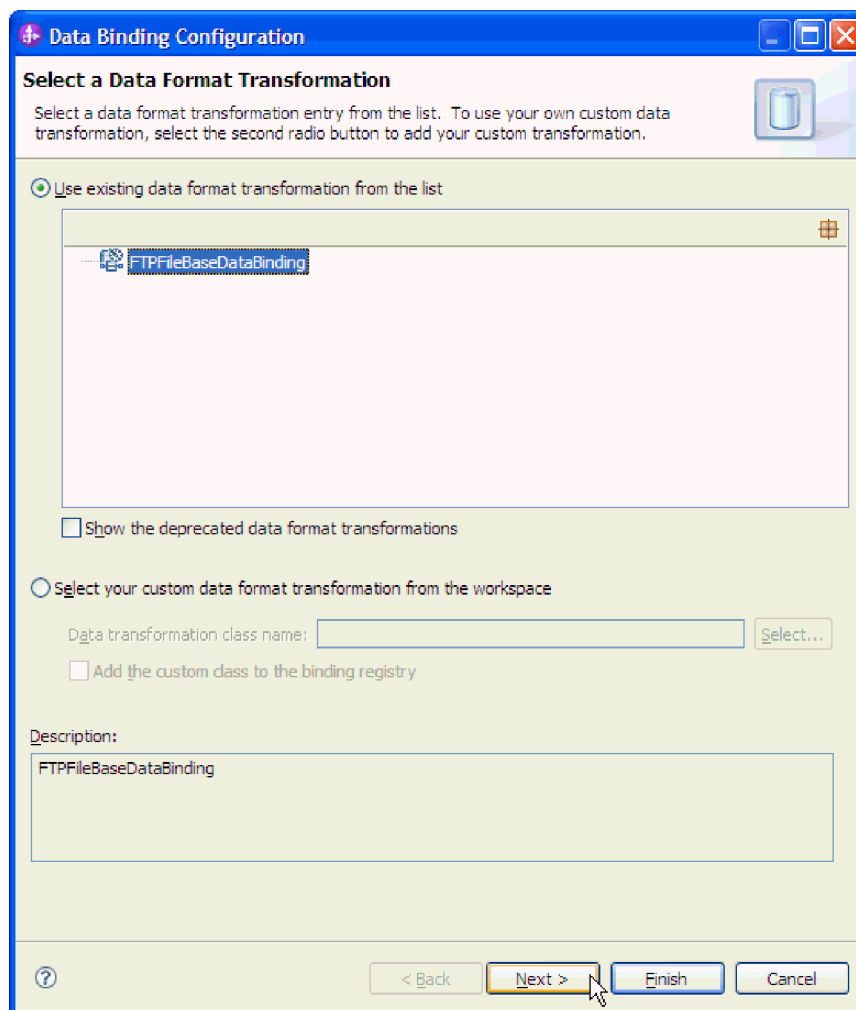 Data Binding Configuration
Select a Data Format Transformation
Select a data format transformation entry from the list. To use your own custom data
transformation, select the second radio button to add your custom transformation.
Use existing data format transformation from the list
FTPFileBaseDataBinding
Show the deprecated data format transformations
Select your custom data format transformation from the workspace
Data transformation class name:
Select...
Add the custom class to the binding registry
Description:
FTPFileBaseDataBinding
?
< Back
Next >
Finish
Cancel